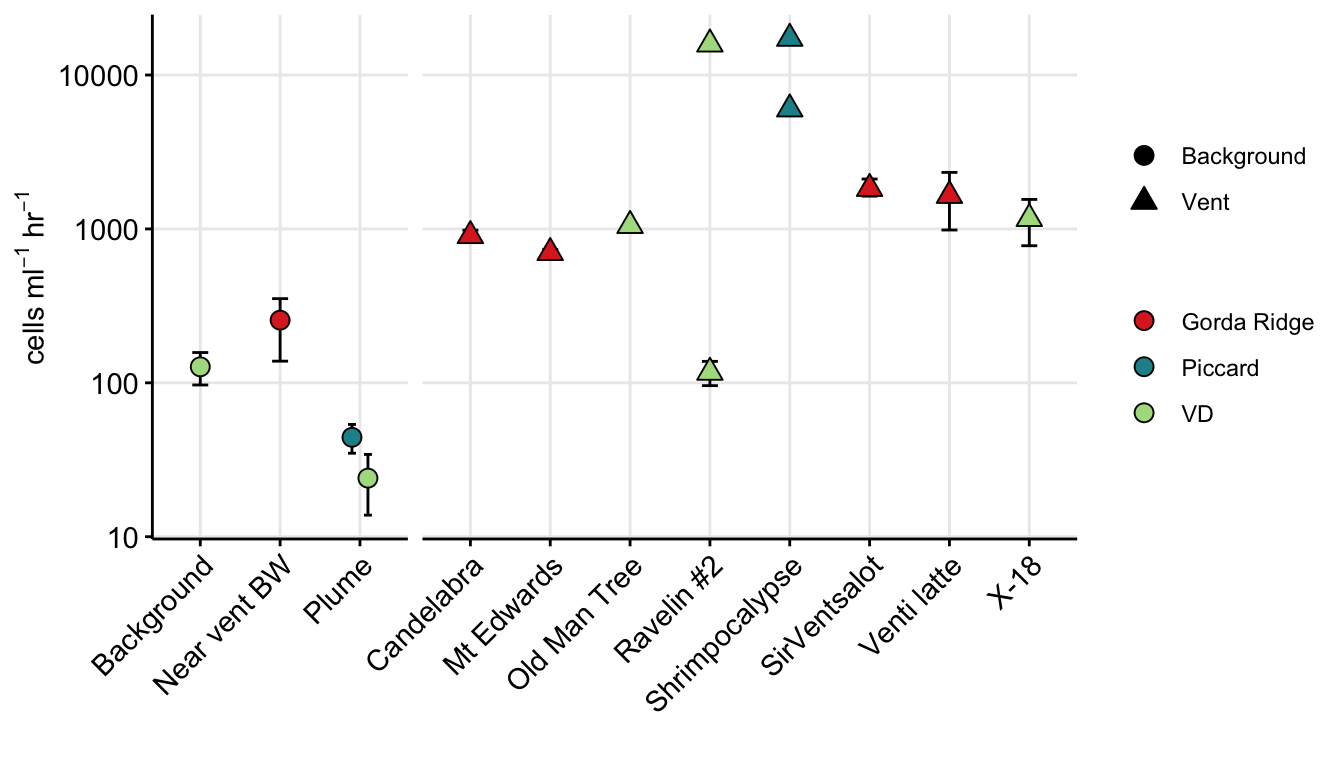 cells ml⁻¹ hr⁻¹
10000
1000
100
10
Background
Near vent BW
Plume
Candelabra
Mt Edwards
Old Man Tree
Ravelin #2
Shrimpocalypse
SirVentsalot
Venti latte
X-18
Background
Vent
Gorda Ridge
Piccard
VD